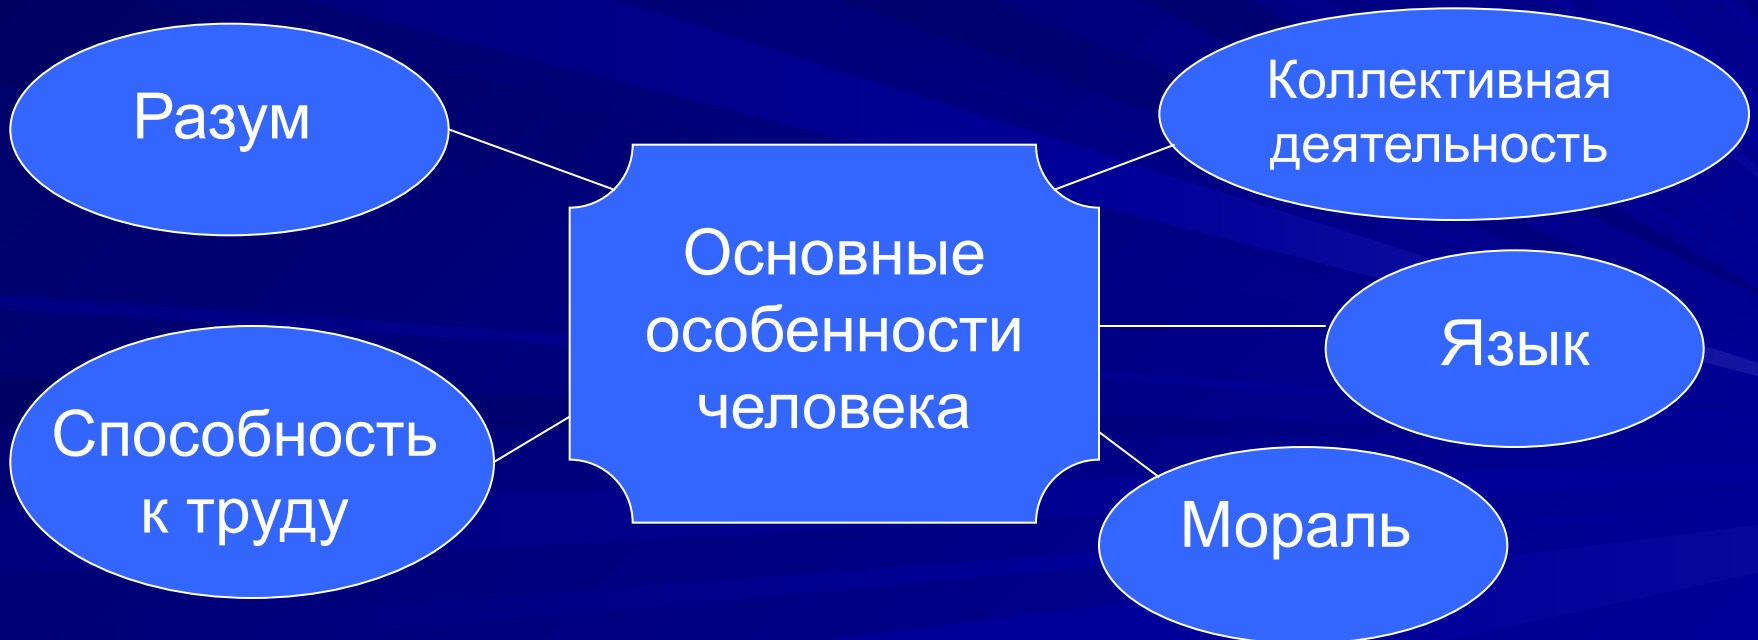 Разум
Коллективная
деятельность
Основные
особенности
человека
Язык
Способность
к труду
Мораль